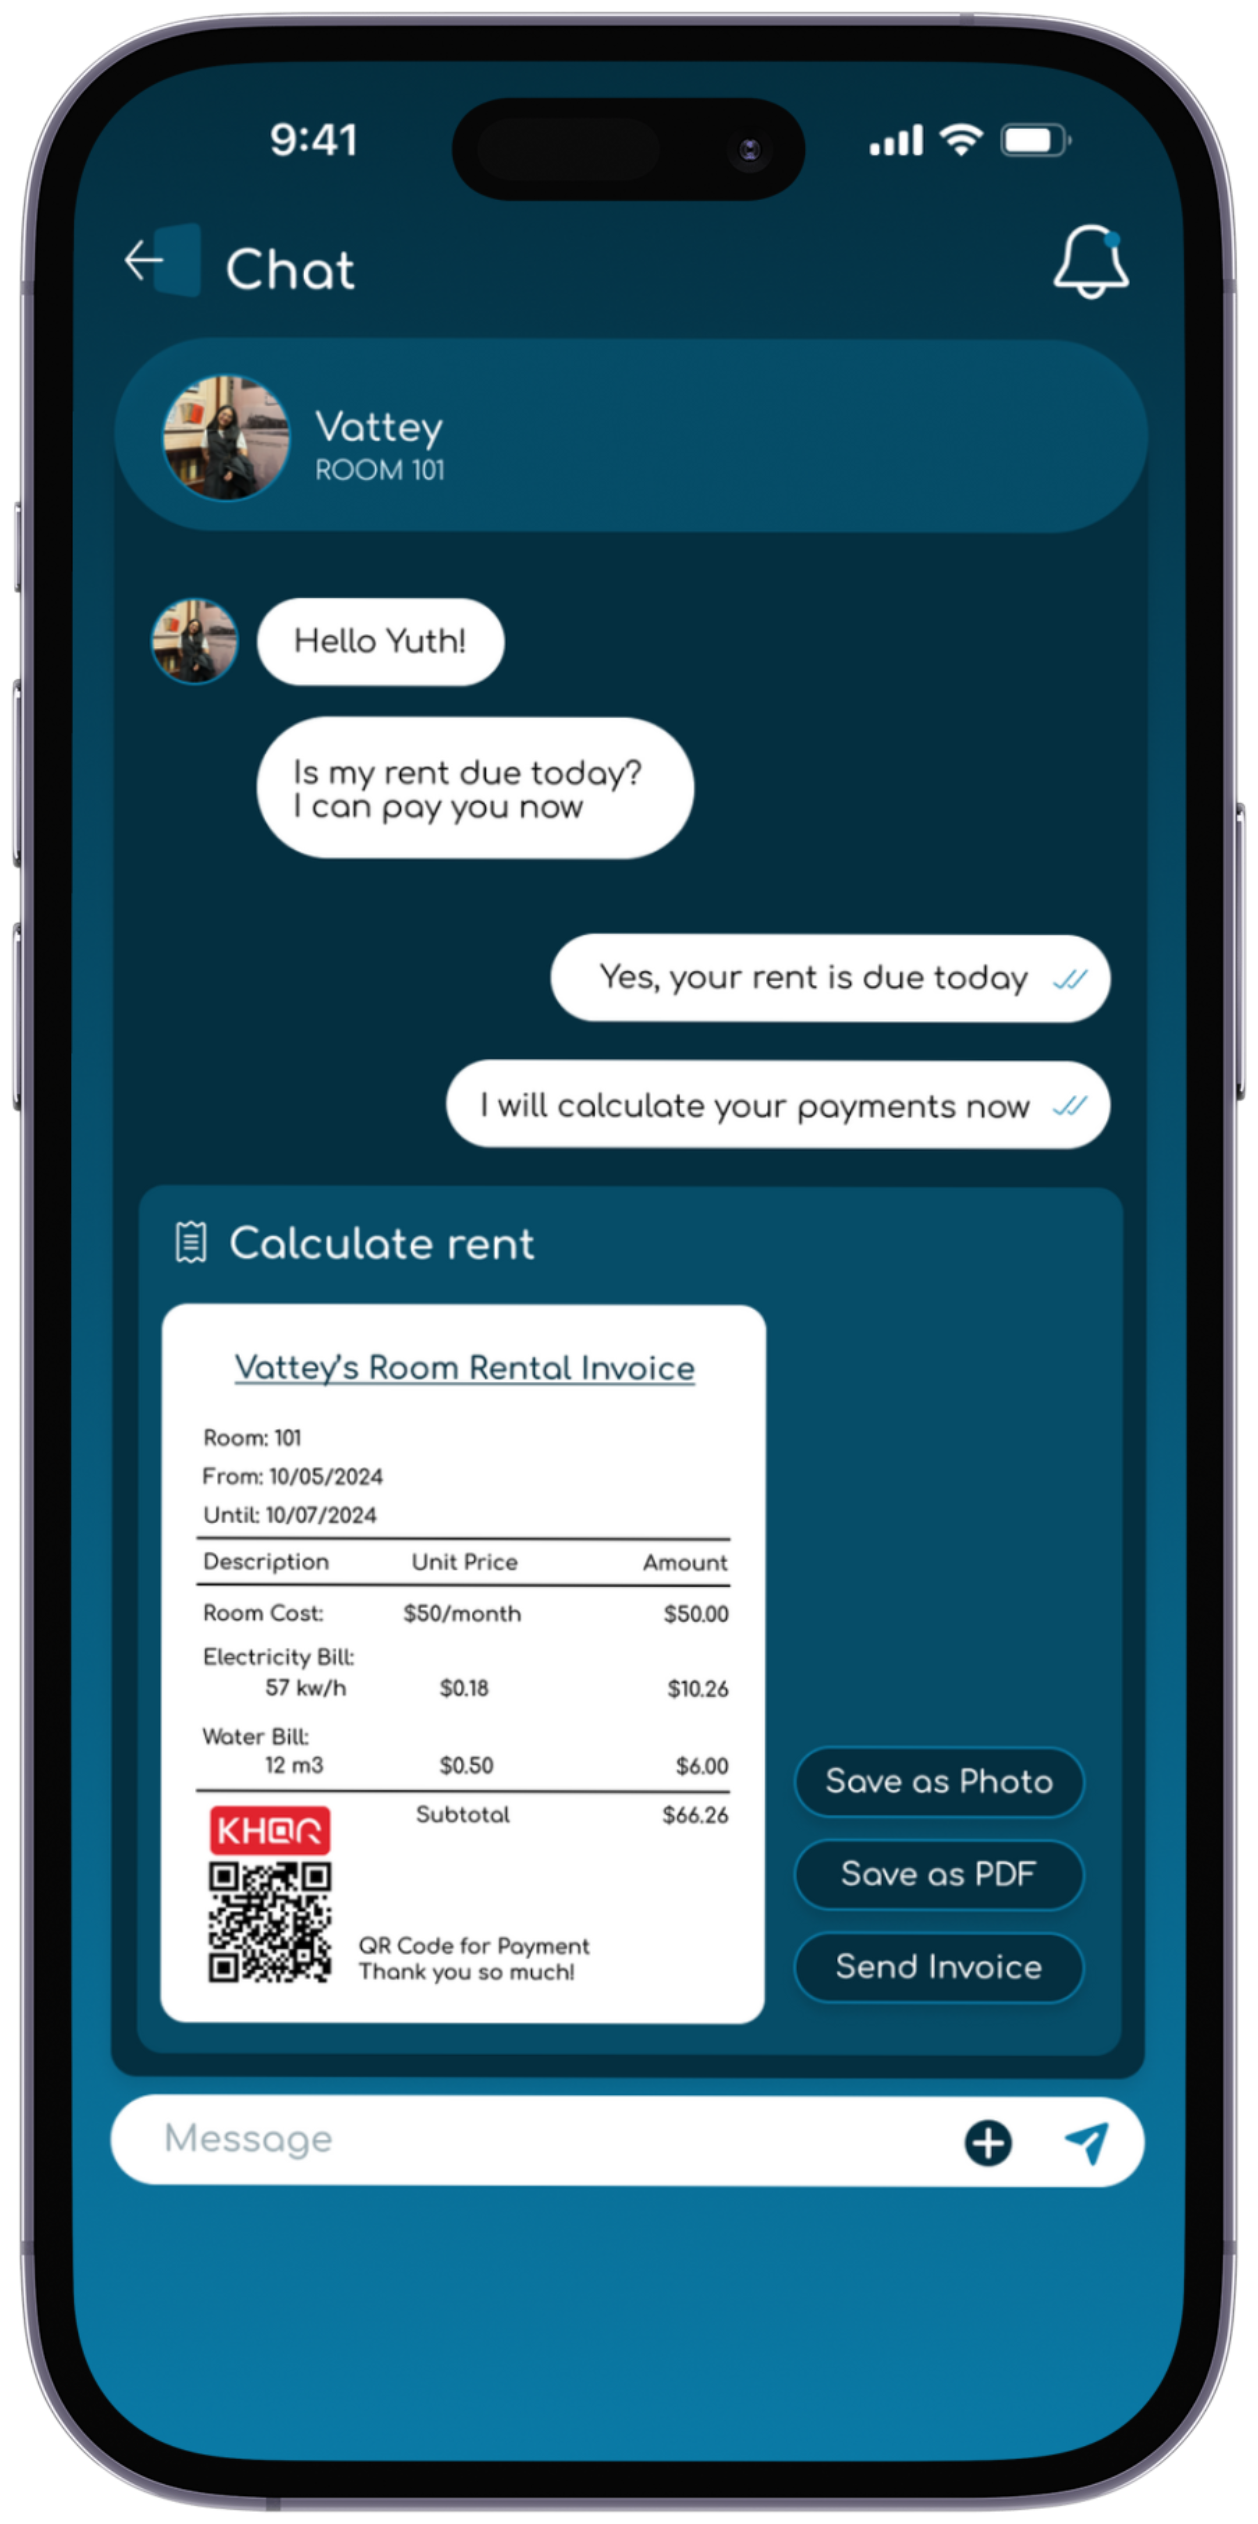 9:41
Chat
Vattey
ROOM 101
Hello Yuth!
Is my rent due today?
I can pay you now
Yes, your rent is due today
I will calculate your payments now
Calculate rent
Vattey's Room Rental Invoice
Room: 101
From: 10/05/2024
Until: 10/07/2024
Description Unit Price Amount
Room Cost: $50/month $50.00
Electricity Bill:
57 kw/h $0.18 $10.26
Water Bill:
12 m3 $0.50 $6.00
Subtotal $66.26
KHQR
QR Code for Payment
Thank you so much!
Save as Photo
Save as PDF
Send Invoice
Message